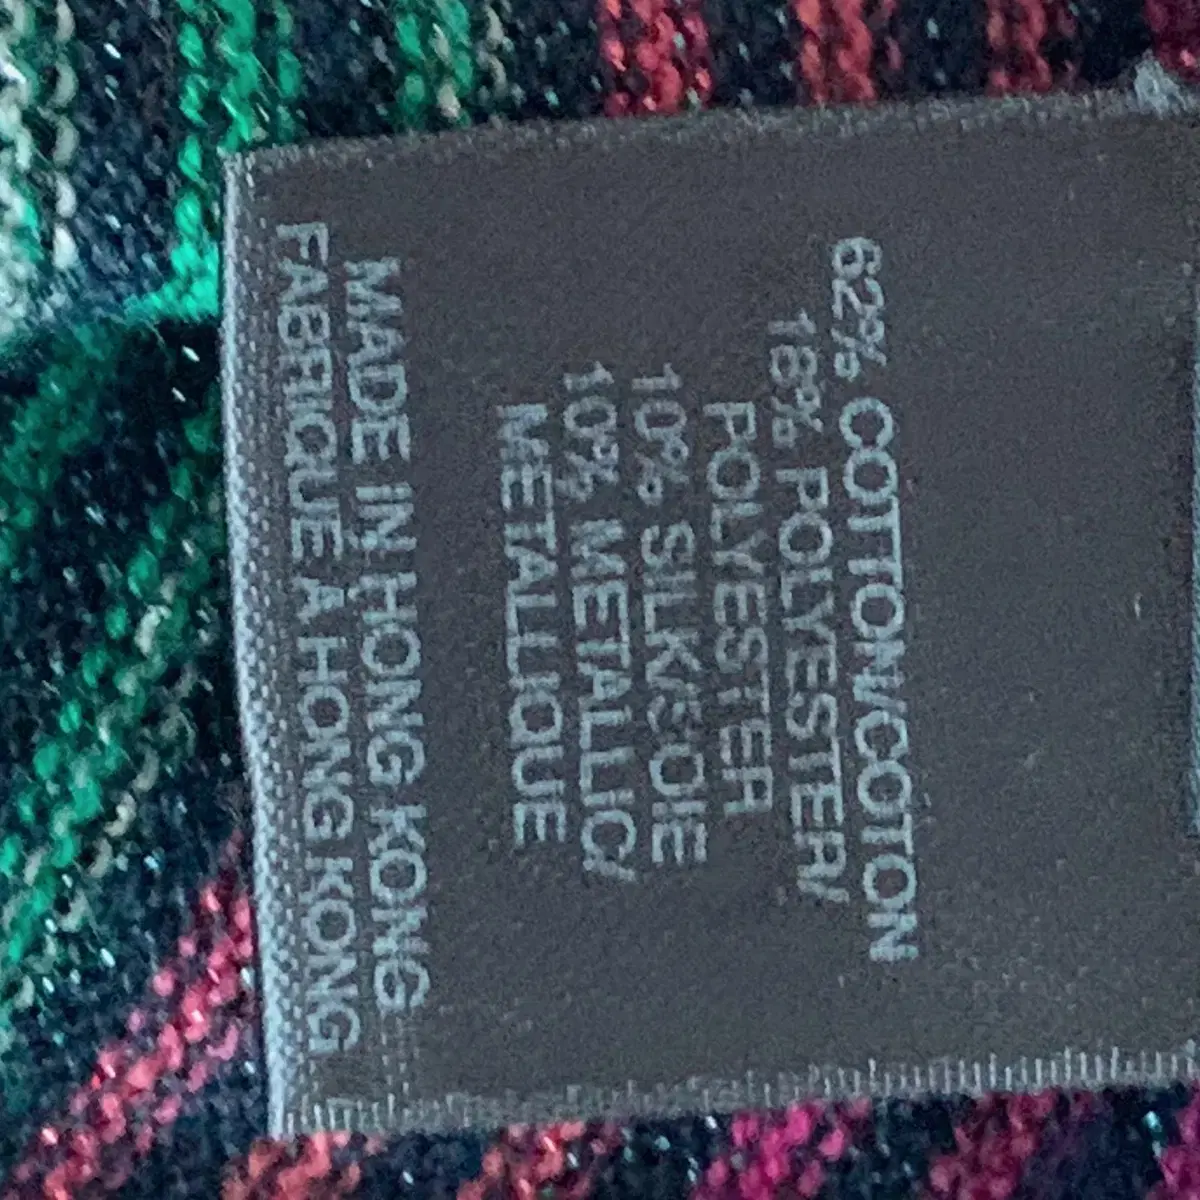 62% COTTON/COTON
18% POLYESTER/
POLYESTER
10% SILK/SOIE
10% METALLIC/
METALLIQUE
MADE IN HONG KONG
FABRIQUE A HONG KONG